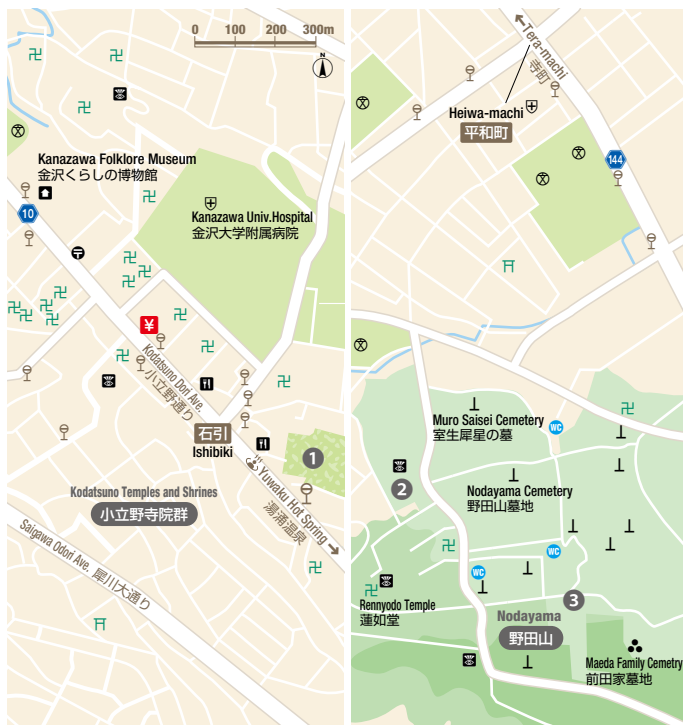 0 100 200 300m
N
Kanazawa Folklore Museum
金沢くらしの博物館
10
Kanazawa Univ.Hospital
金沢大学附属病院
〒
¥
Kodatsuno Dori Ave.
小立野通り
石引
Ishibiki
1
Yuwaku Hot Spring
湯涌温泉
Kodatsuno Temples and Shrines
小立野寺院群
Saigawa Odori Ave. 犀川大通り
Tera-machi
寺町
Heiwa-machi
平和町
144
文
文
文
文
文
Muro Saisei Cemetery
室生犀星の墓
WC
2
Nodayama Cemetery
野田山墓地
WC
WC
Rennyodo Temple
蓮如堂
3
Nodayama
野田山
Maeda Family Cemetry
前田家墓地